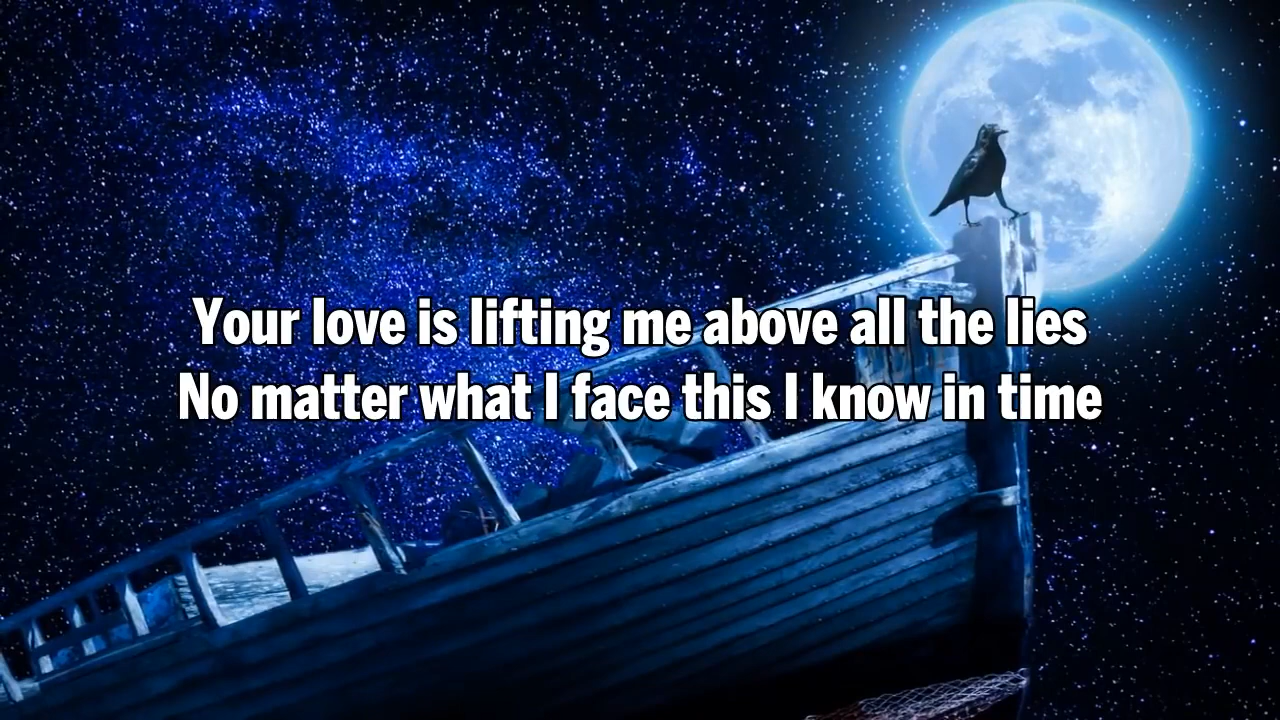 Your love is lifting me above all the lies
No matter what I face this I know in time